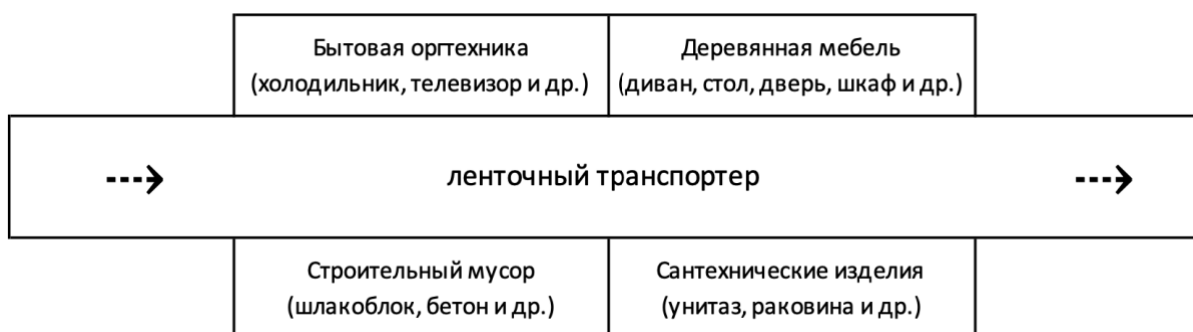 Бытовая оргтехника
(холодильник, телевизор и др.)
Деревянная мебель
(диван, стол, дверь, шкаф и др.)
ленточный транспортер
Строительный мусор
(шлакоблок, бетон и др.)
Сантехнические изделия
(унитаз, раковина и др.)